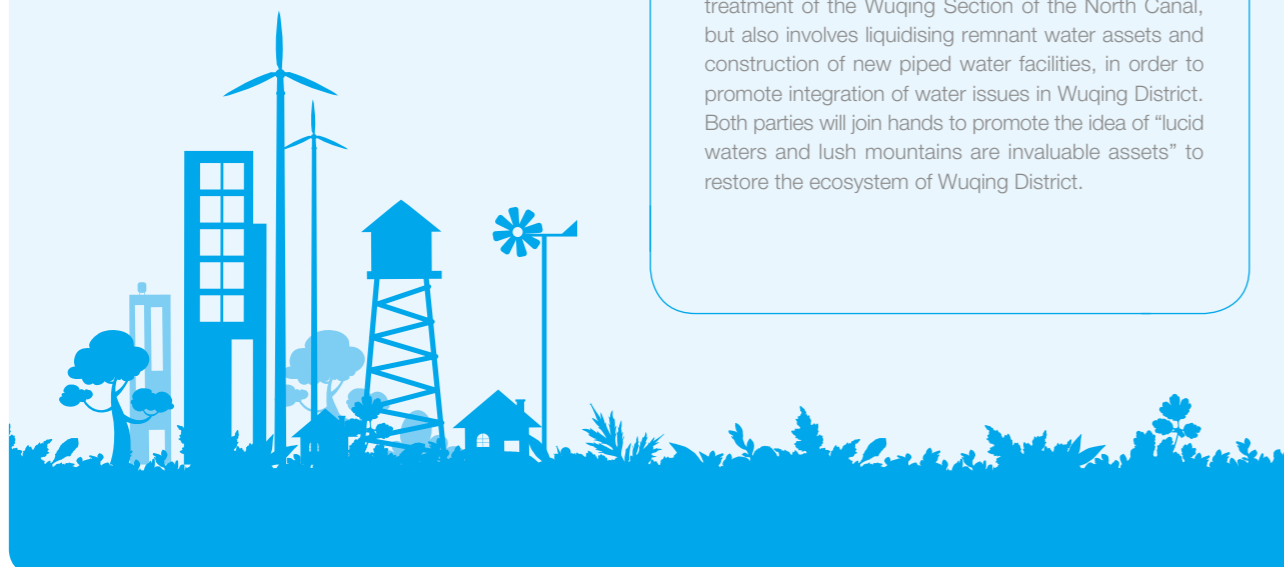 treatment of the Wuqing Section of the North Canal,
but also involves liquidising remnant water assets and
construction of new piped water facilities, in order to
promote integration of water issues in Wuqing District.
Both parties will join hands to promote the idea of “lucid
waters and lush mountains are invaluable assets” to
restore the ecosystem of Wuqing District.